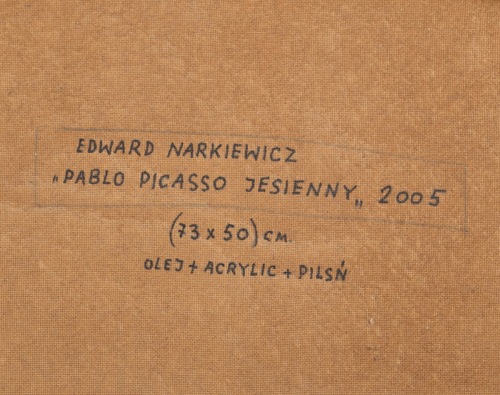 EDWARD NARKIEWICZ
„PABLO PICASSO JESIENNY„ 2005
(73 x 50) CM.
OLEJ + ACRYLIC + PILSŃ